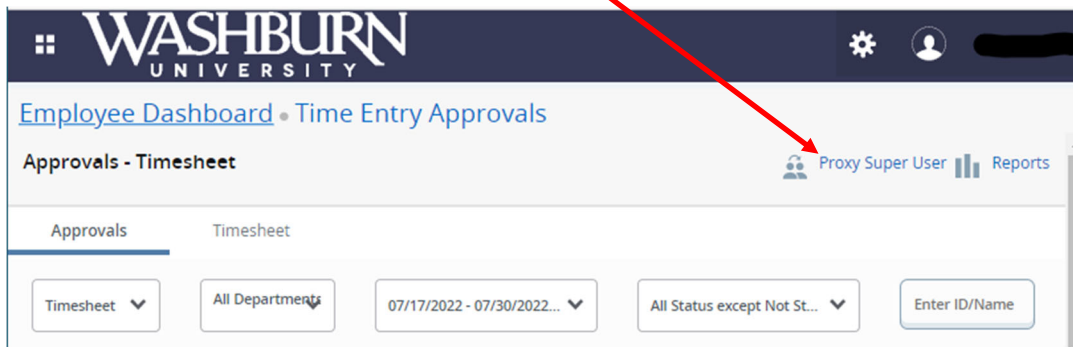 WASHBURN
UNIVERSITY
Employee Dashboard • Time Entry Approvals
Approvals - Timesheet Proxy Super User Reports
Approvals Timesheet
Timesheet All Departments 07/17/2022 - 07/30/2022... All Status except Not St... Enter ID/Name